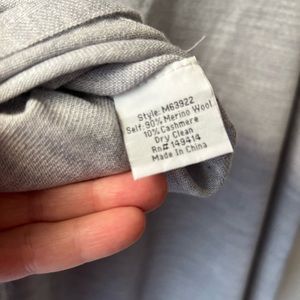 Style: M63922
Self: 90% Merino Wool
10% Cashmere
Dry Clean
Rn# 149414
Made In China